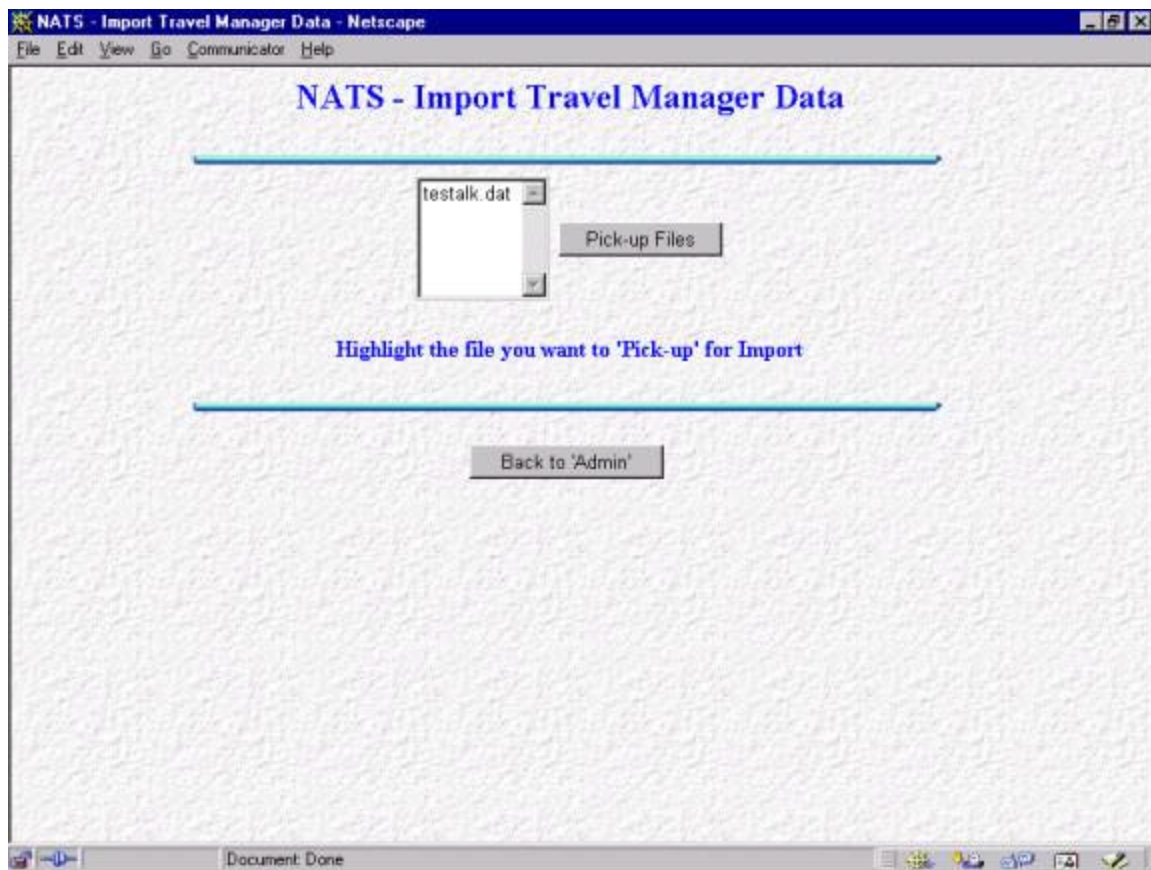 NATS - Import Travel Manager Data - Netscape
File Edit View Go Communicator Help
NATS - Import Travel Manager Data
testalk.dat
Pick-up Files
Highlight the file you want to 'Pick-up' for Import
Back to 'Admin'
Document: Done